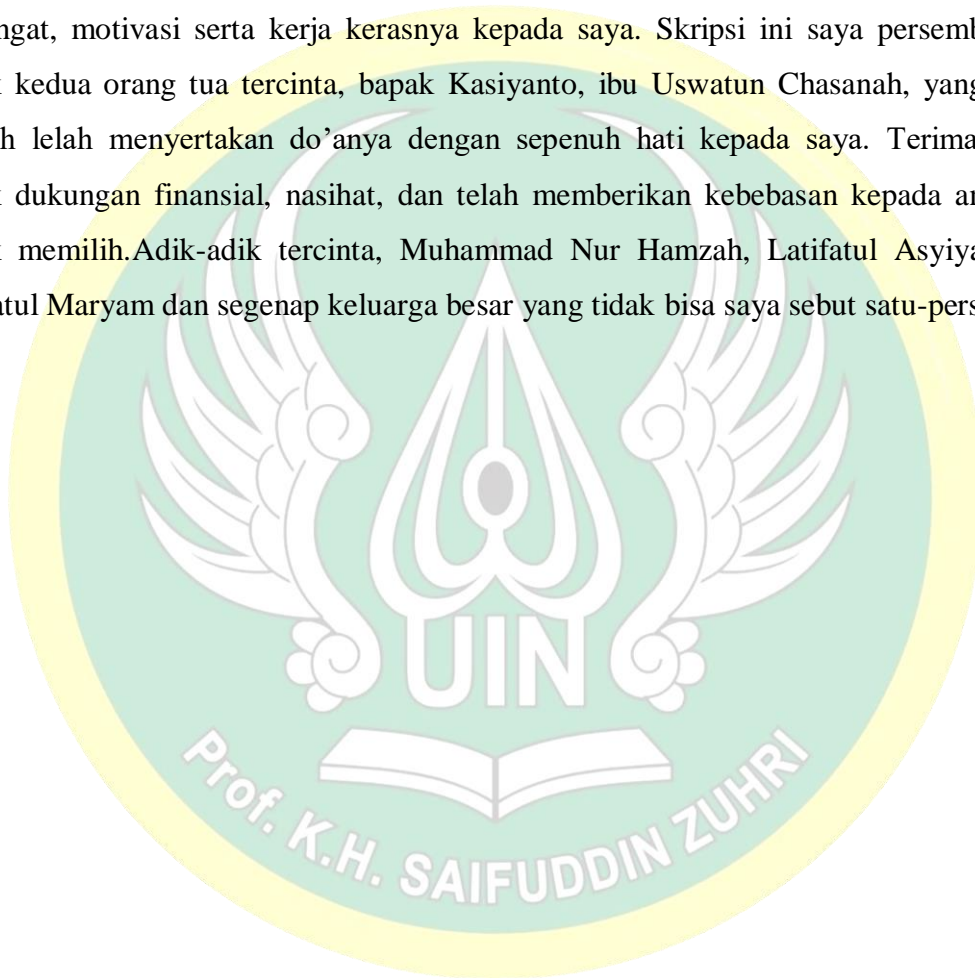 ngat, motivasi serta kerja kerasnya kepada saya. Skripsi ini saya persemb
kedua orang tua tercinta, bapak Kasiyanto, ibu Uswatun Chasanah, yang
h lelah menyertakan do’anya dengan sepenuh hati kepada saya. Terima
dukungan finansial, nasihat, dan telah memberikan kebebasan kepada an
memilih.Adik-adik tercinta, Muhammad Nur Hamzah, Latifatul Asyiya
atul Maryam dan segenap keluarga besar yang tidak bisa saya sebut satu-pers
UIN
Prof. K.H. SAIFUDDIN ZUHRI